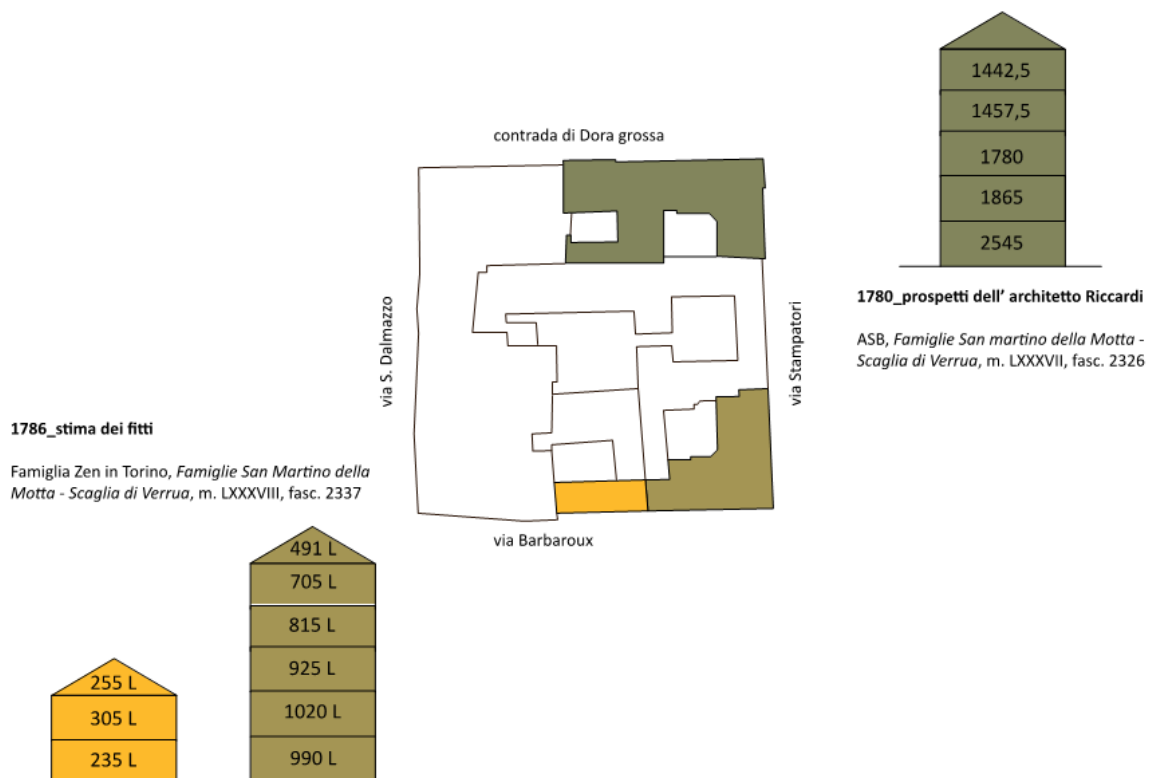 1442,5
1457,5
1780
1865
2545
1780_prospetti dell' architetto Riccardi
ASB, Famiglie San martino della Motta -
Scaglia di Verrua, m. LXXXVII, fasc. 2326
contrada di Dora grossa
via S. Dalmazzo
via Stampatori
via Barbaroux
1786_stima dei fitti
Famiglia Zen in Torino, Famiglie San Martino della
Motta - Scaglia di Verrua, m. LXXXVIII, fasc. 2337
255 L
305 L
235 L
491 L
705 L
815 L
925 L
1020 L
990 L